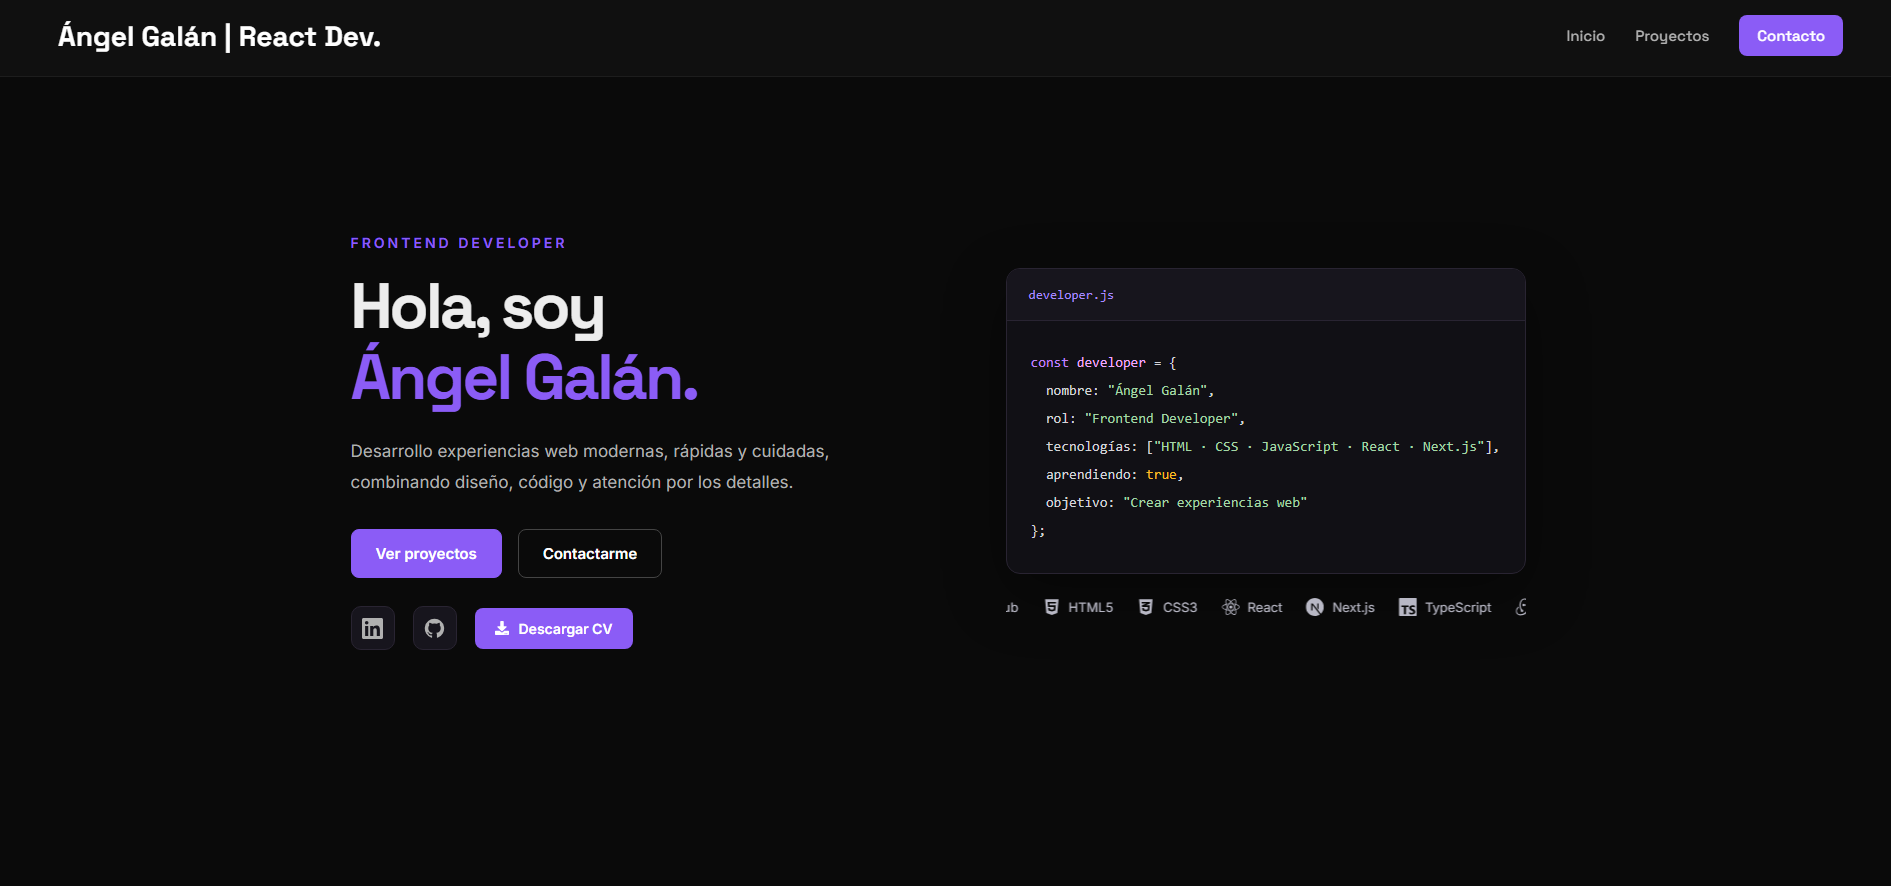 Ángel Galán | React Dev.
Inicio
Proyectos
Contacto
FRONTEND DEVELOPER
Hola, soy
Ángel Galán.
Desarrollo experiencias web modernas, rápidas y cuidadas,
combinando diseño, código y atención por los detalles.
Ver proyectos
Contactarme
in
Descargar CV
developer.js
const developer = {
nombre: "Ángel Galán",
rol: "Frontend Developer",
tecnologías: ["HTML · CSS · JavaScript · React · Next.js"],
aprendiendo: true,
objetivo: "Crear experiencias web"
};
ub
HTML5
CSS3
React
N Next.js
TS TypeScript